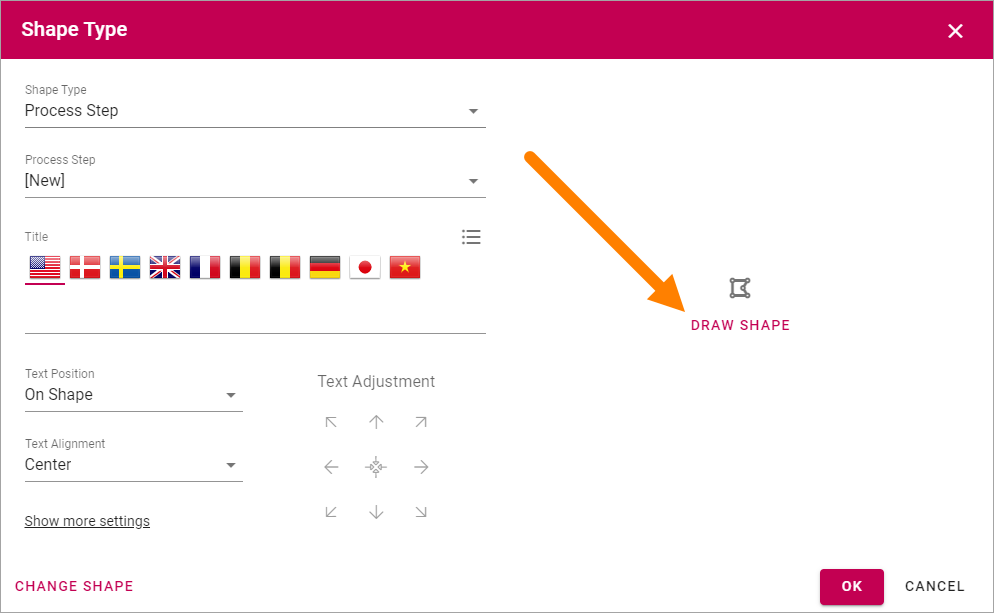 Shape Type
Shape Type
Process Step
Process Step
[New]
Title
Text Position
On Shape
Text Adjustment
Text Alignment
Center
Show more settings
DRAW SHAPE
CHANGE SHAPE
OK
CANCEL